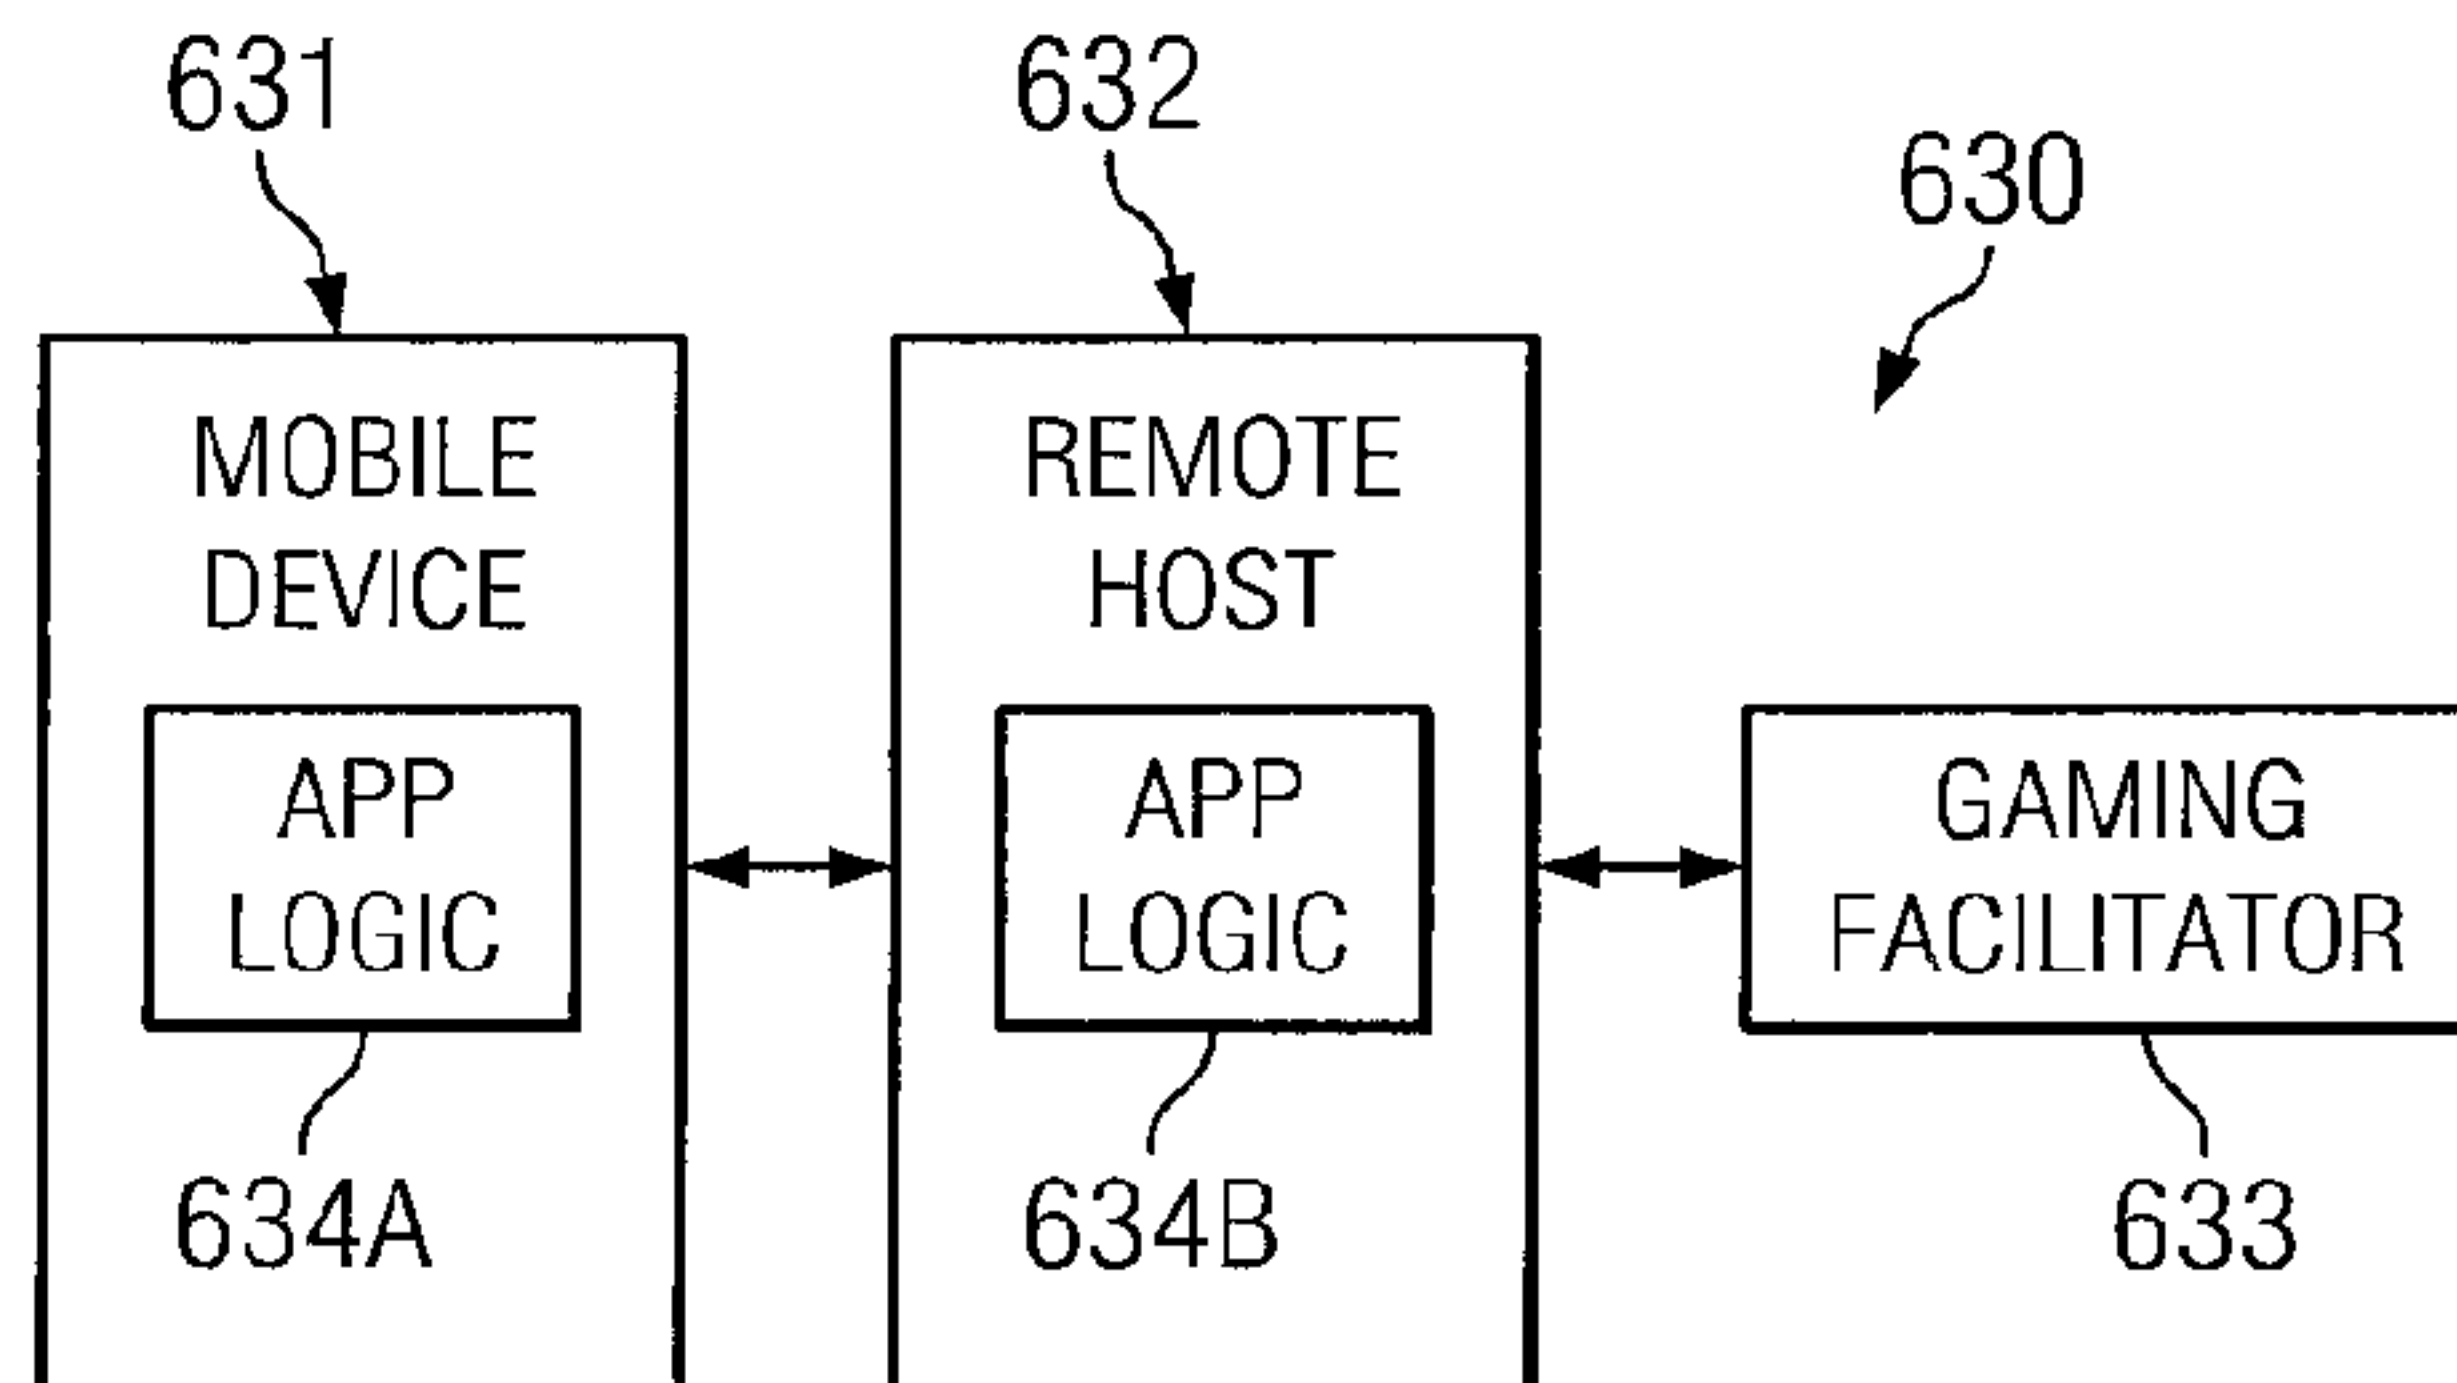 631
632
630
MOBILE
DEVICE
REMOTE
HOST
APP
LOGIC
APP
LOGIC
GAMING
FACILITATOR
634A
634B
633